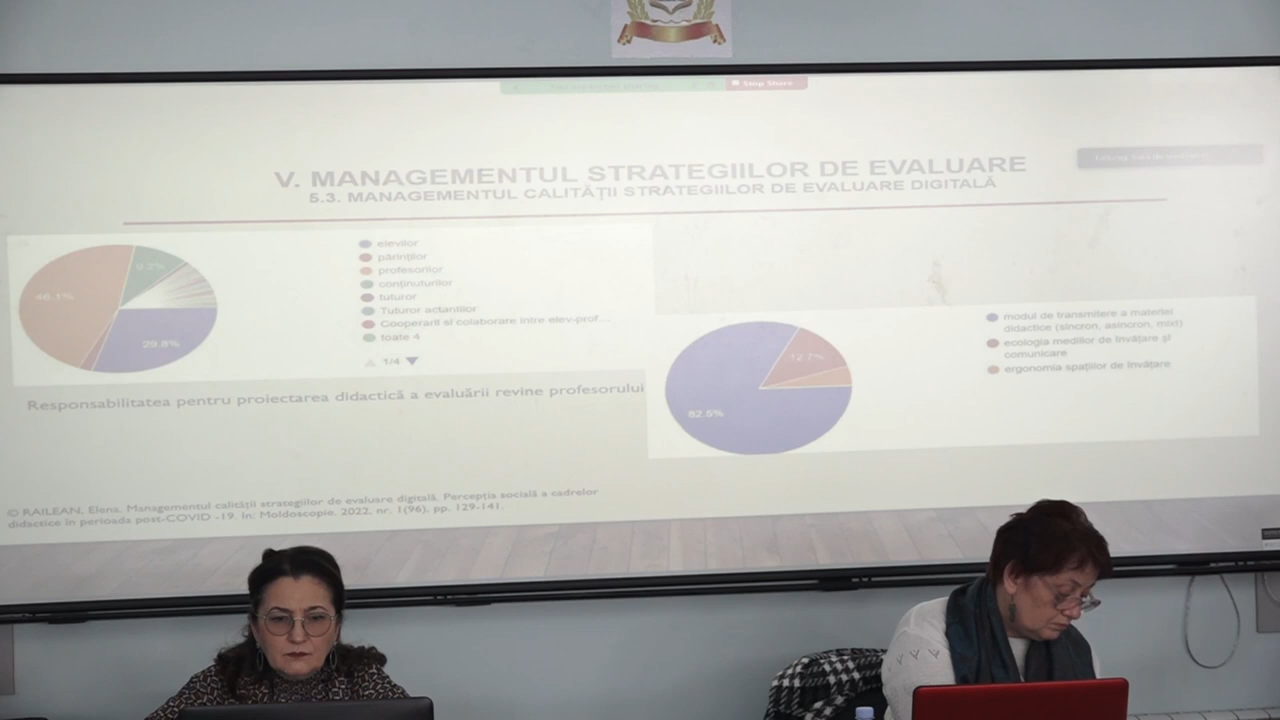 Stop Share
V. MANAGEMENTUL STRATEGIILOR DE EVALUARE
5.3. MANAGEMENTUL CALITĂȚII STRATEGIILOR DE EVALUARE DIGITALĂ
elevilor
părinților
profesorilor
conținuturilor
tuturor
Tuturor actanților
Cooperarii si colaborare intre elev-prof...
toate 4
1/4
46.1%
9.2%
29.8%
Responsabilitatea pentru proiectarea didactică a evaluării revine profesorului
modul de transmitere a materiei
didactice (sincron, asincron, mixt)
ecologia mediilor de învățare și
comunicare
ergonomia spațiilor de învățare
12.7%
82.5%
© RAILEAN, Elena. Managementul calității strategiilor de evaluare digitală. Percepția socială a cadrelor
didactice în perioada post-COVID -19. În: Moldoscopie. 2022, nr. 1(96), pp. 129-141.